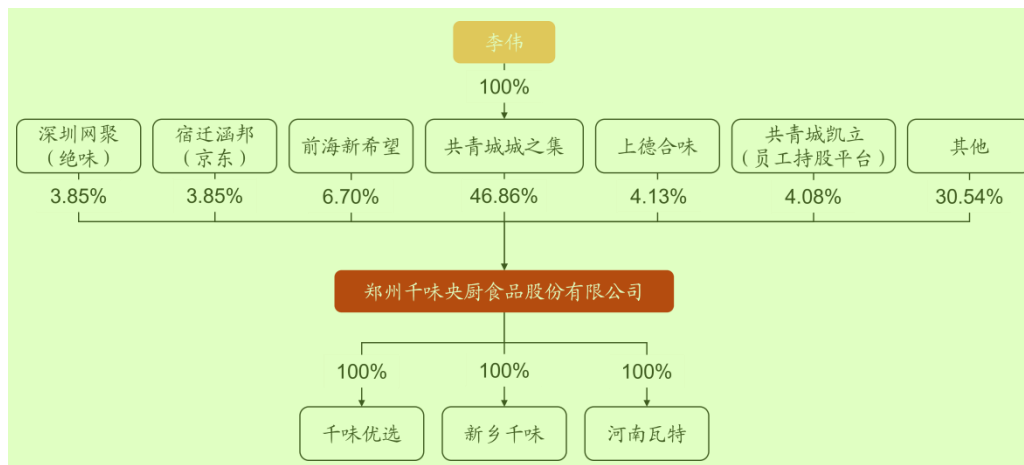 李伟
100%
深圳网聚
（绝味）
宿迁涵邦
（京东）
前海新希望
共青城城之集
上德合味
共青城凯立
（员工持股平台）
其他
3.85%
3.85%
6.70%
46.86%
4.13%
4.08%
30.54%
郑州千味央厨食品股份有限公司
100%
100%
100%
千味优选
新乡千味
河南瓦特